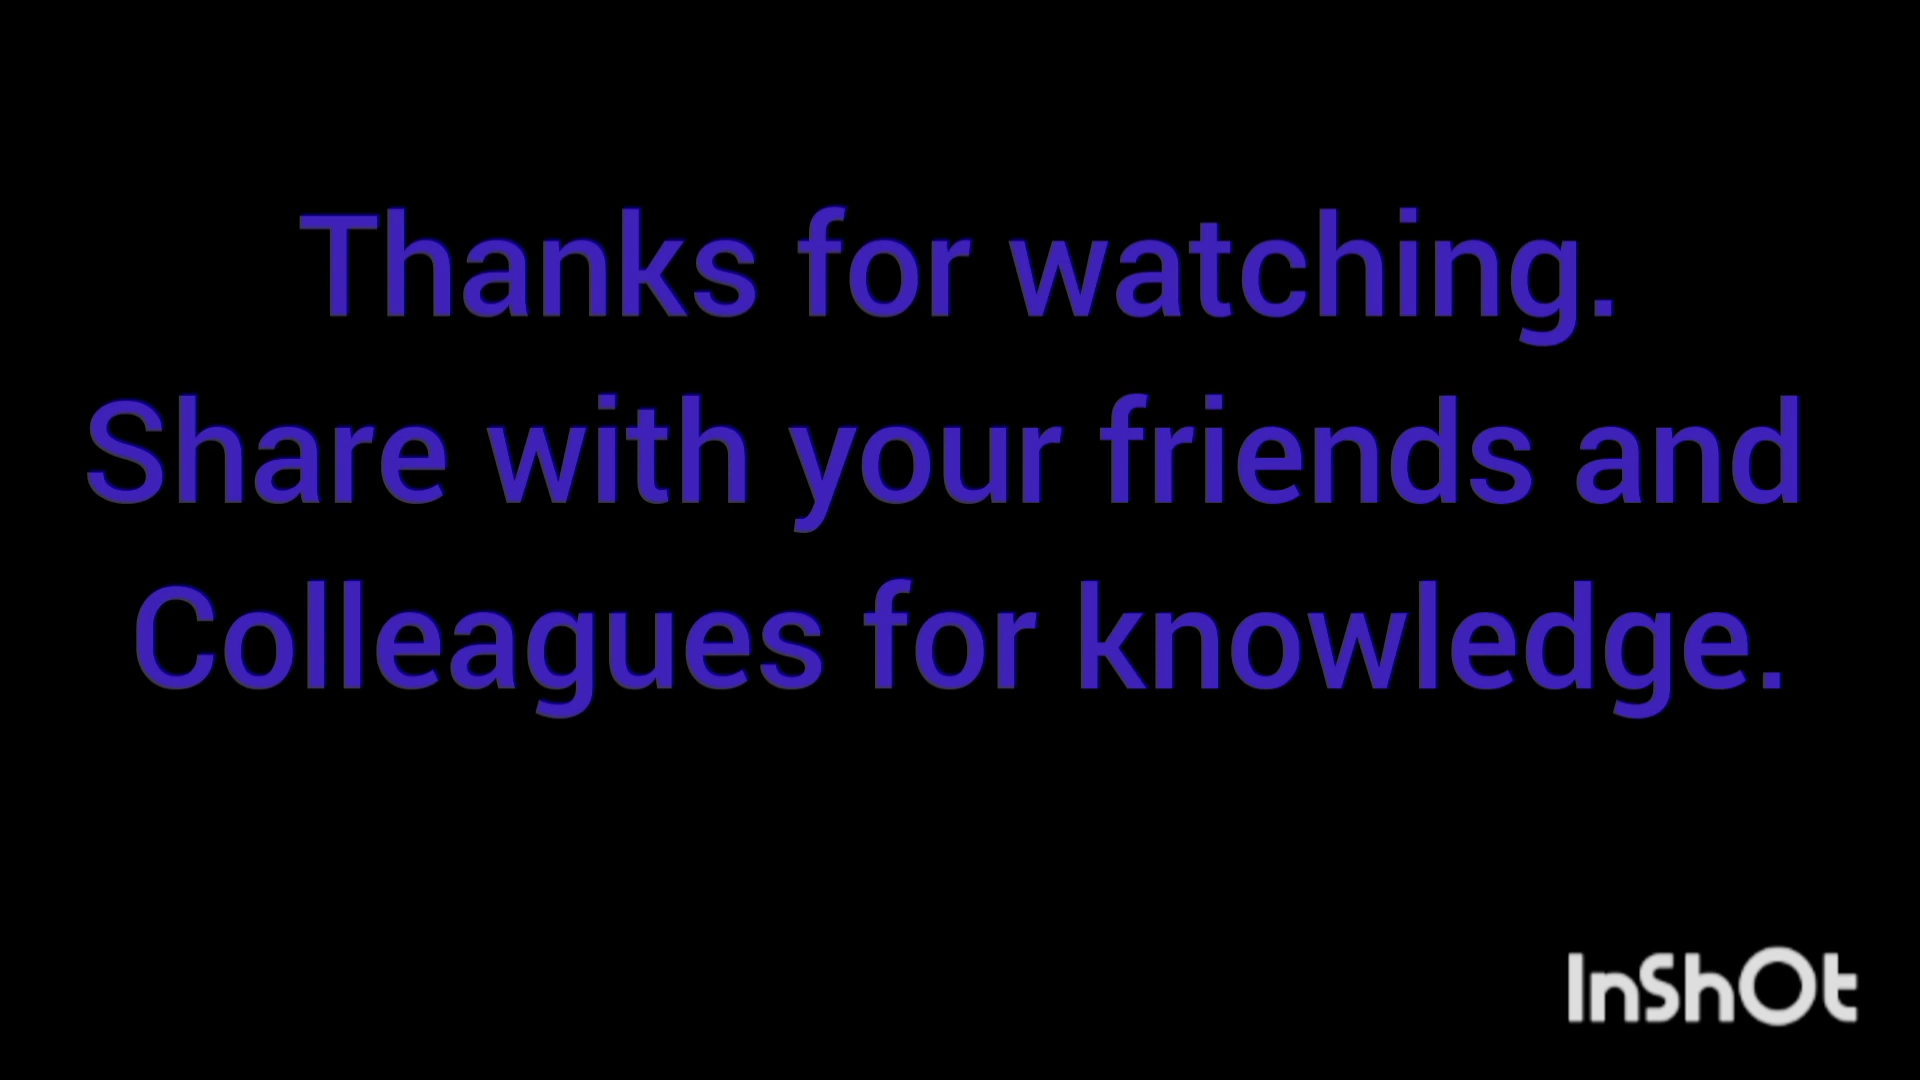 Thanks for watching.
Share with your friends and
Colleagues for knowledge.
InShOt